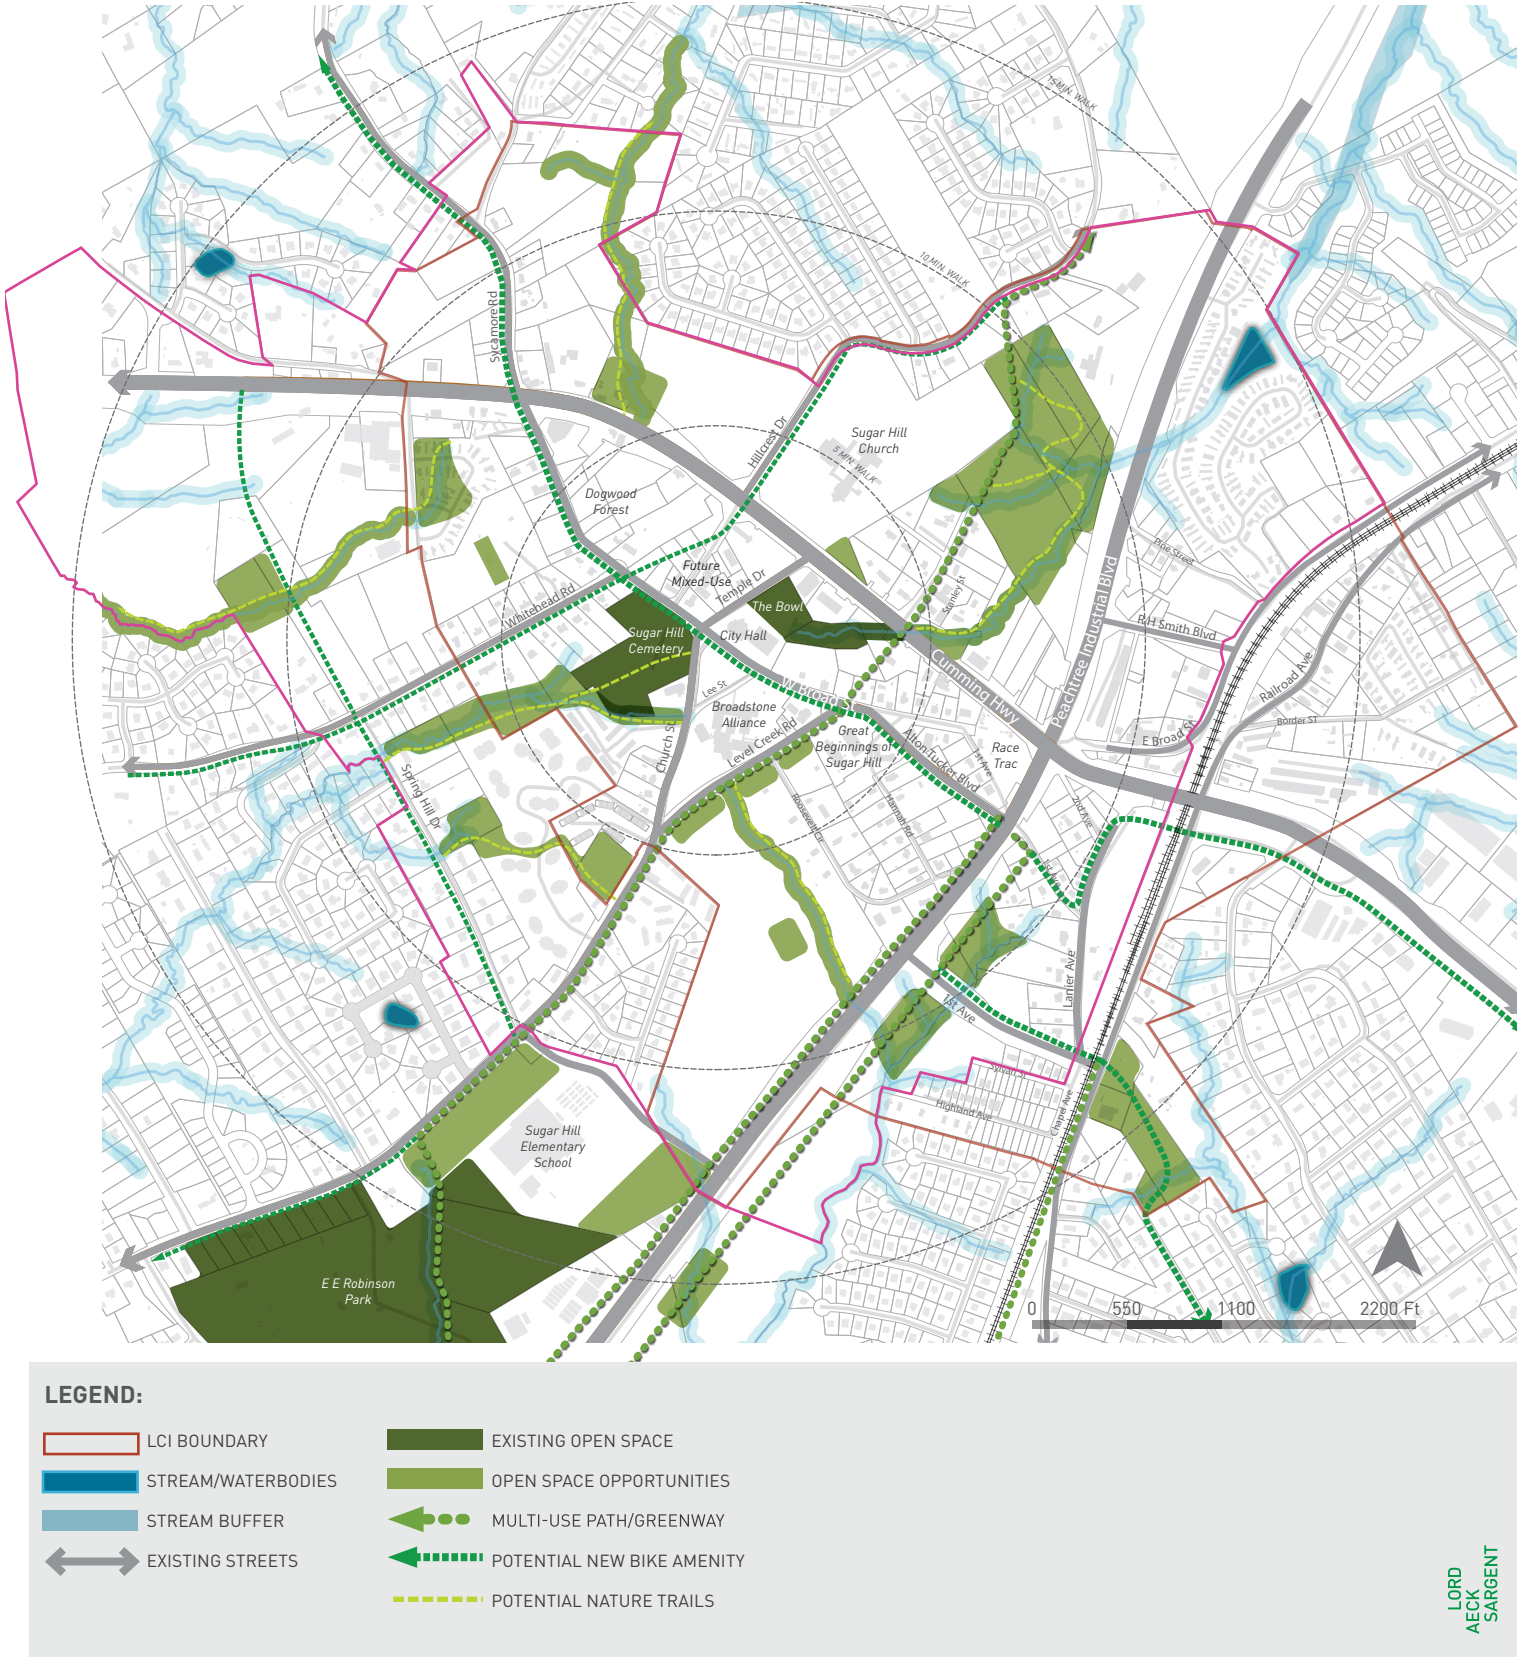 15 MIN. WALK
10 MIN. WALK
Sycamore Rd
Hillcrest Dr
Sugar Hill
Church
5 MIN. WALK
Dogwood
Forest
Pine Street
Future
Mixed-Use
Temple Dr
Stanley St
Whitehead Rd
The Bowl
Sugar Hill
Cemetery
City Hall
R H Smith Blvd
Peachtree Industrial Blvd
Cumming Hwy
Railroad Ave
Lee St
W Broad St
Broadstone
Alliance
Border ST
E Broad St
Church St
Level Creek Rd
Great
Beginnings of
Sugar Hill
Alton Tucker Blvd
1st Ave
Race
Trac
Spring Hill Dr
Roosevelt Cir
Hannah Rd
2nd Ave
1st Ave
Lanier Ave
1st Ave
Sylvan St
Highland Ave
Chapel Ave
Sugar Hill
Elementary
School
E E Robinson
Park
0 550 1100 2200 Ft
LEGEND:
LCI BOUNDARY
STREAM/WATERBODIES
STREAM BUFFER
EXISTING STREETS
EXISTING OPEN SPACE
OPEN SPACE OPPORTUNITIES
MULTI-USE PATH/GREENWAY
POTENTIAL NEW BIKE AMENITY
POTENTIAL NATURE TRAILS
LORD
AECK
SARGENT